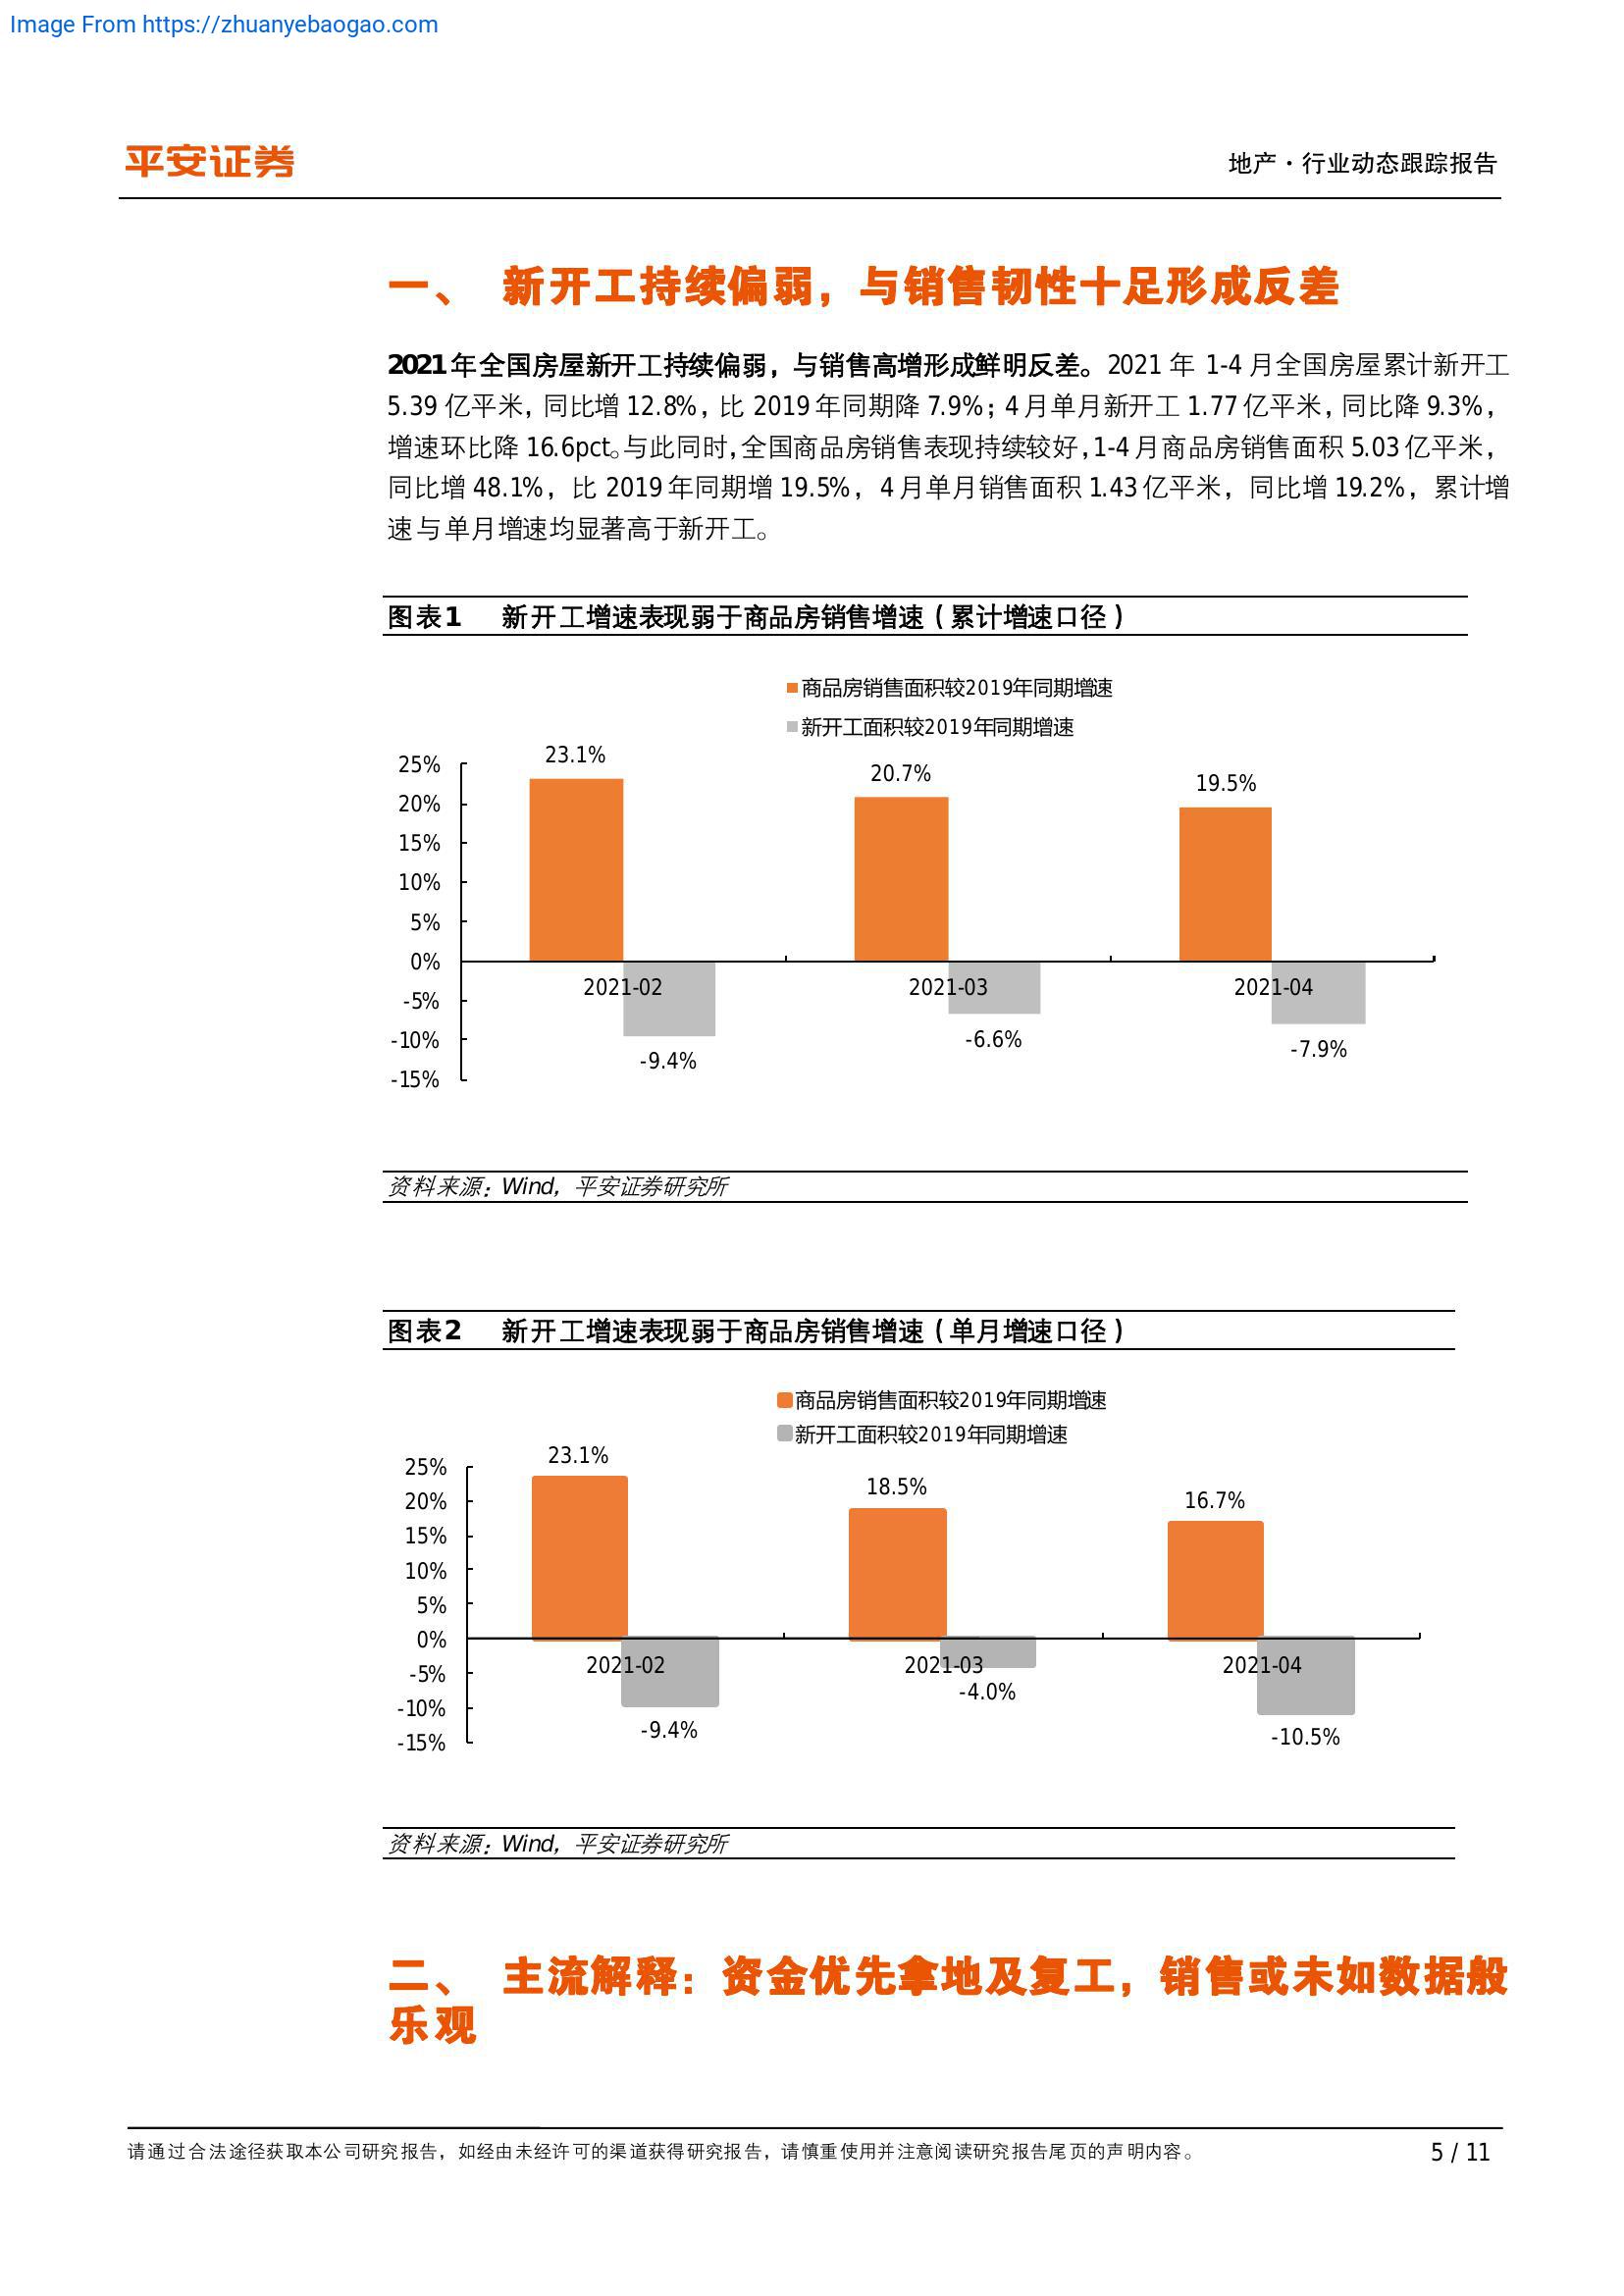 Image From https://zhuanyebaogao.com
平安证券
地产·行业动态跟踪报告
一、 新开工持续偏弱，与销售韧性十足形成反差
2021年全国房屋新开工持续偏弱，与销售高增形成鲜明反差。2021 年 1-4 月全国房屋累计新开工
5.39 亿平米，同比增 12.8%，比 2019 年同期降 7.9%；4 月单月新开工 1.77 亿平米，同比降 9.3%，
增速环比降 16.6pct。与此同时，全国商品房销售表现持续较好，1-4 月商品房销售面积 5.03 亿平米，
同比增 48.1%，比 2019 年同期增 19.5%，4 月单月销售面积 1.43 亿平米，同比增 19.2%，累计增
速与单月增速均显著高于新开工。
图表1 新开工增速表现弱于商品房销售增速（累计增速口径）
商品房销售面积较2019年同期增速
新开工面积较2019年同期增速
23.1%
20.7%
19.5%
25%
20%
15%
10%
5%
0%
-5%
-10%
-15%
2021-02
2021-03
2021-04
-9.4%
-6.6%
-7.9%
资料来源：Wind，平安证券研究所
图表2 新开工增速表现弱于商品房销售增速（单月增速口径）
商品房销售面积较2019年同期增速
新开工面积较2019年同期增速
23.1%
18.5%
16.7%
25%
20%
15%
10%
5%
0%
-5%
-10%
-15%
2021-02
2021-03
2021-04
-9.4%
-4.0%
-10.5%
资料来源：Wind，平安证券研究所
二、 主流解释：资金优先拿地及复工，销售或未如数据般
乐观
请通过合法途径获取本公司研究报告，如经由未经许可的渠道获得研究报告，请慎重使用并注意阅读研究报告尾页的声明内容。
5 / 11